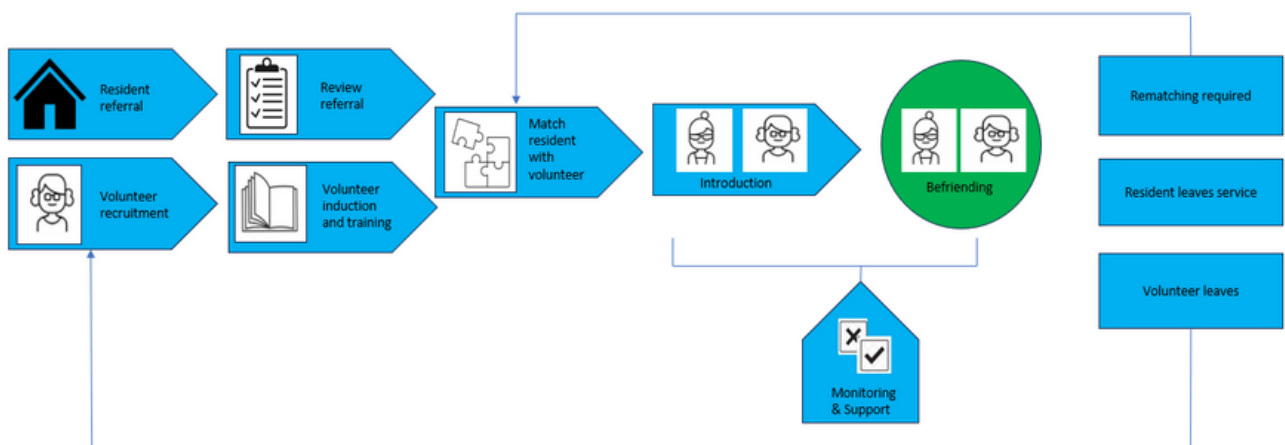 Resident
referral
Review
referral
Volunteer
recruitment
Volunteer
induction
and training
Match
resident
with
volunteer
Introduction
Befriending
Monitoring
& Support
Rematching required
Resident leaves service
Volunteer leaves